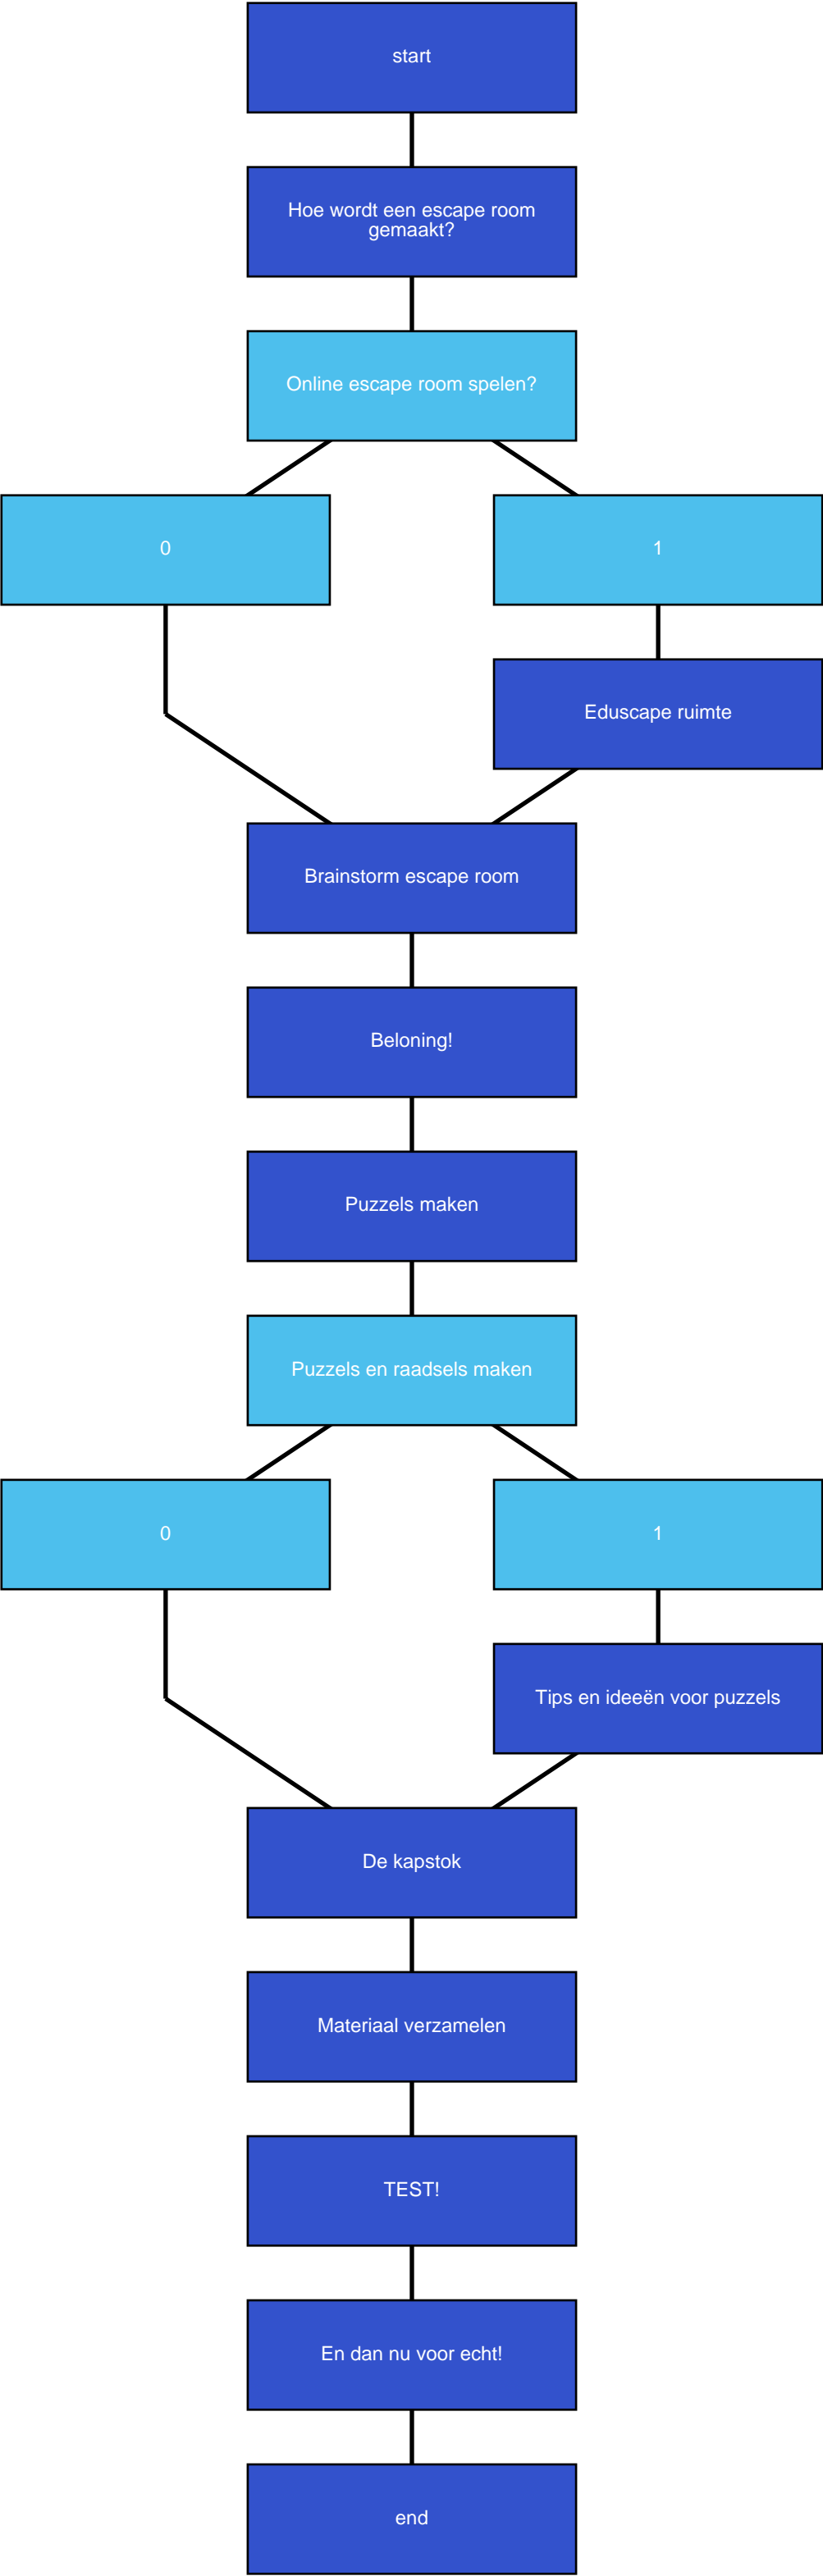 start
Hoe wordt een escape room
gemaakt?
Online escape room spelen?
0
1
Eduscape ruimte
Brainstorm escape room
Beloning!
Puzzels maken
Puzzels en raadsels maken
0
1
Tips en ideeën voor puzzels
De kapstok
Materiaal verzamelen
TEST!
En dan nu voor echt!
end